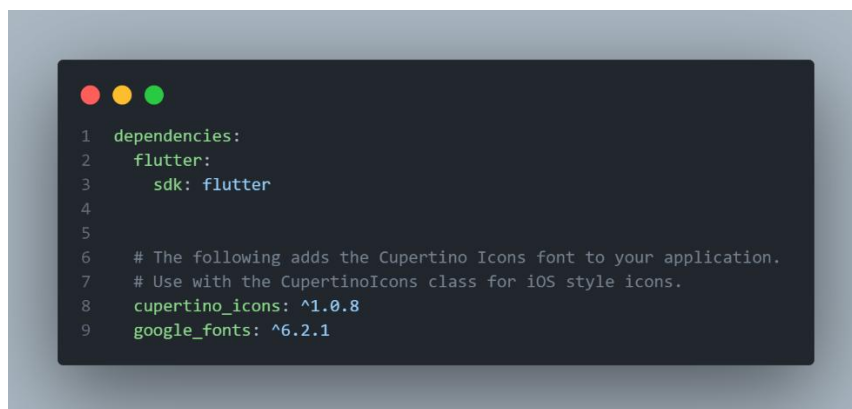 1 dependencies:
2   flutter:
3     sdk: flutter
4
5
6   # The following adds the Cupertino Icons font to your application.
7   # Use with the CupertinoIcons class for iOS style icons.
8   cupertino_icons: ^1.0.8
9   google_fonts: ^6.2.1